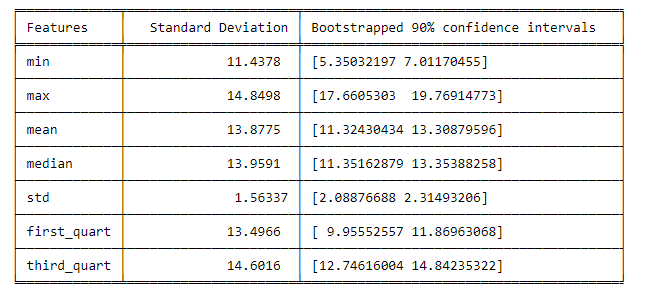 Features Standard Deviation Bootstrapped 90% confidence intervals
min 11.4378 [5.35032197 7.01170455]
max 14.8498 [17.6605303  19.76914773]
mean 13.8775 [11.32430434 13.30879596]
median 13.9591 [11.35162879 13.35388258]
std 1.56337 [2.08876688 2.31493206]
first_quart 13.4966 [ 9.95552557 11.86963068]
third_quart 14.6016 [12.74616004 14.84235322]